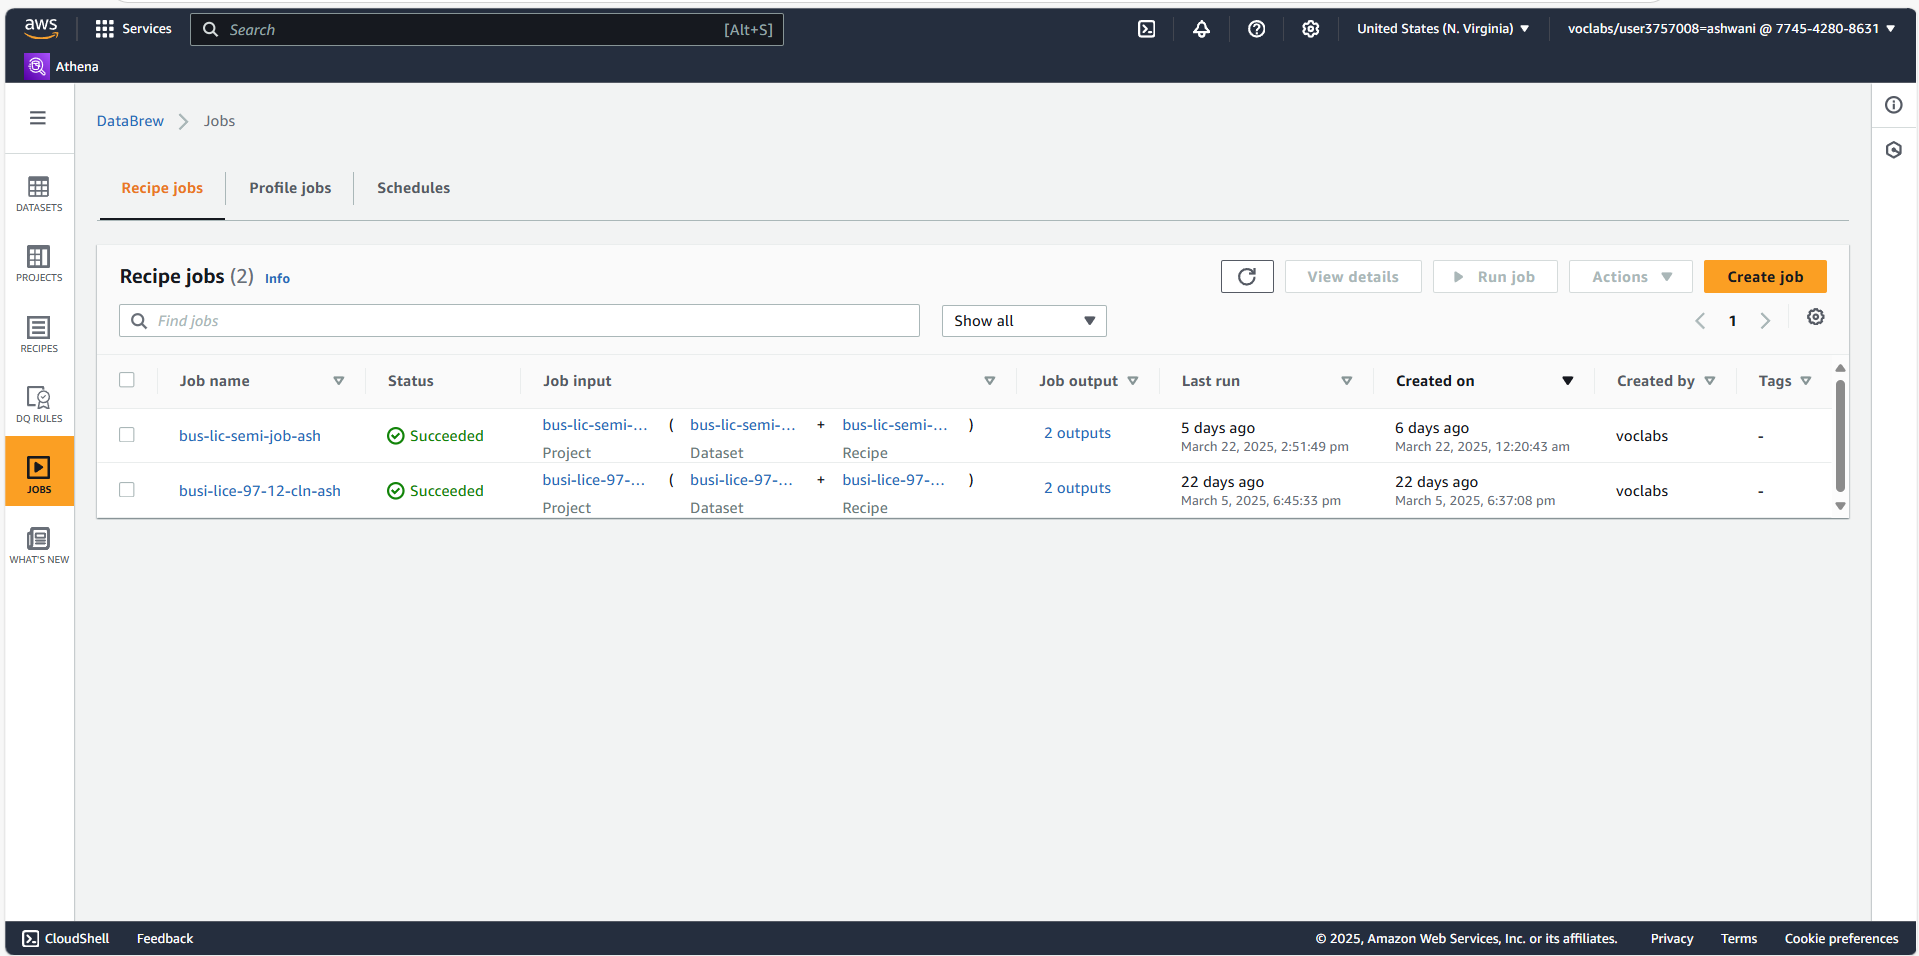 aws
Services
Search
[Alt+S]
United States (N. Virginia)
voclabs/user3757008=ashwani @ 7745-4280-8631
Athena
DataBrew
Jobs
DATASETS
PROJECTS
RECIPES
DQ RULES
JOBS
WHAT'S NEW
Recipe jobs
Profile jobs
Schedules
Recipe jobs (2) Info
View details
Run job
Actions
Create job
Find jobs
Show all
1
Job name
Status
Job input
Job output
Last run
Created on
Created by
Tags
bus-lic-semi-job-ash
Succeeded
bus-lic-semi-... ( bus-lic-semi-... + bus-lic-semi-... )
Project Dataset Recipe
2 outputs
5 days ago
March 22, 2025, 2:51:49 pm
6 days ago
March 22, 2025, 12:20:43 am
voclabs
-
busi-lice-97-12-cln-ash
Succeeded
busi-lice-97-... ( busi-lice-97-... + busi-lice-97-... )
Project Dataset Recipe
2 outputs
22 days ago
March 5, 2025, 6:45:33 pm
22 days ago
March 5, 2025, 6:37:08 pm
voclabs
-
CloudShell
Feedback
© 2025, Amazon Web Services, Inc. or its affiliates.
Privacy
Terms
Cookie preferences